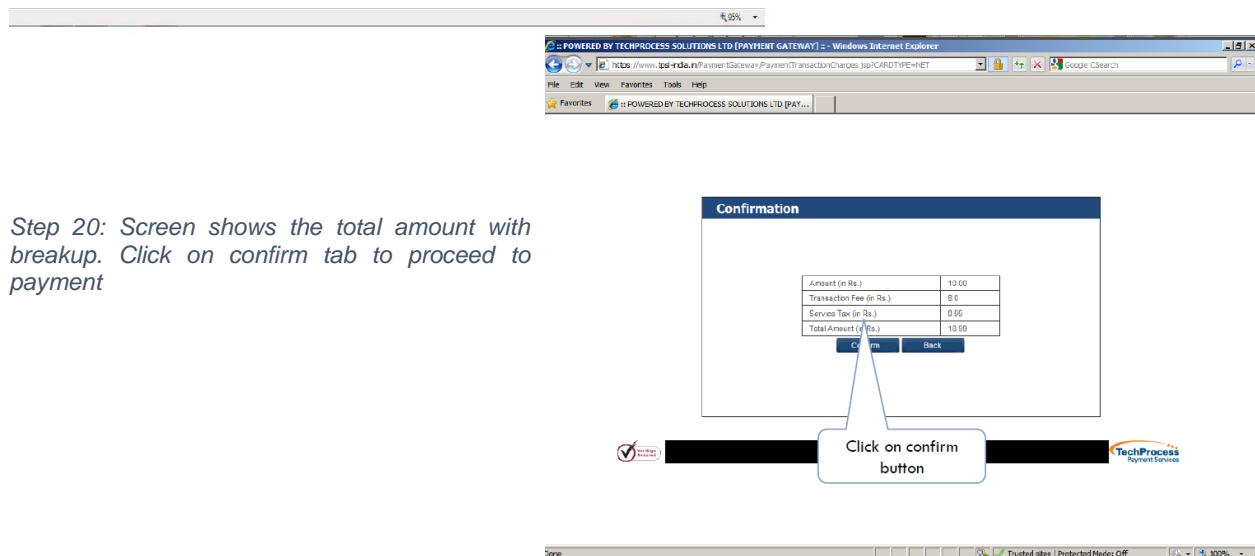 95%
:: POWERED BY TECHPROCESS SOLUTIONS LTD [PAYMENT GATEWAY] :: - Windows Internet Explorer
https://www.tpsl-india.in/PaymentGateway/PaymentTransactionCharges.jsp?CARDTYPE=NET
Google CSearch
File Edit View Favorites Tools Help
Favorites :: POWERED BY TECHPROCESS SOLUTIONS LTD [PAY...
Step 20: Screen shows the total amount with
breakup. Click on confirm tab to proceed to
payment
Confirmation
Amount (in Rs.) 10.00
Transaction Fee (in Rs.) 8.0
Service Tax (in Rs.) 0.99
Total Amount (in Rs.) 18.99
Confirm Back
Click on confirm
button
VeriSign
Secured
TechProcess
Payment Services
Done Trusted sites | Protected Mode: Off 100%